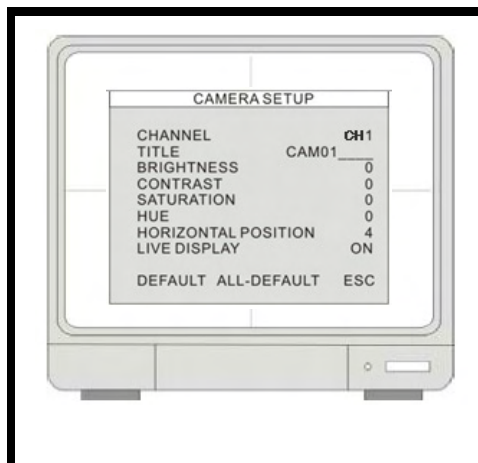 CAMERA SETUP
CHANNEL CH1
TITLE CAM01____
BRIGHTNESS 0
CONTRAST 0
SATURATION 0
HUE 0
HORIZONTAL POSITION 4
LIVE DISPLAY ON
DEFAULT ALL-DEFAULT ESC